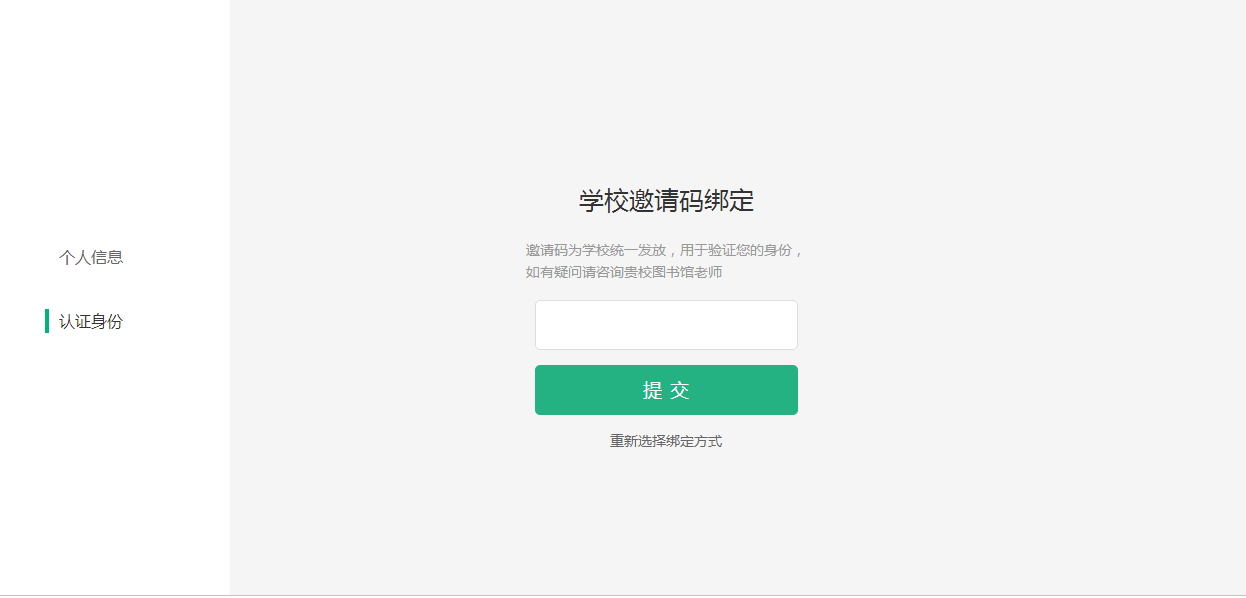 个人信息
认证身份
学校邀请码绑定
邀请码为学校统一发放，用于验证您的身份，
如有疑问请咨询贵校图书馆老师
提 交
重新选择绑定方式